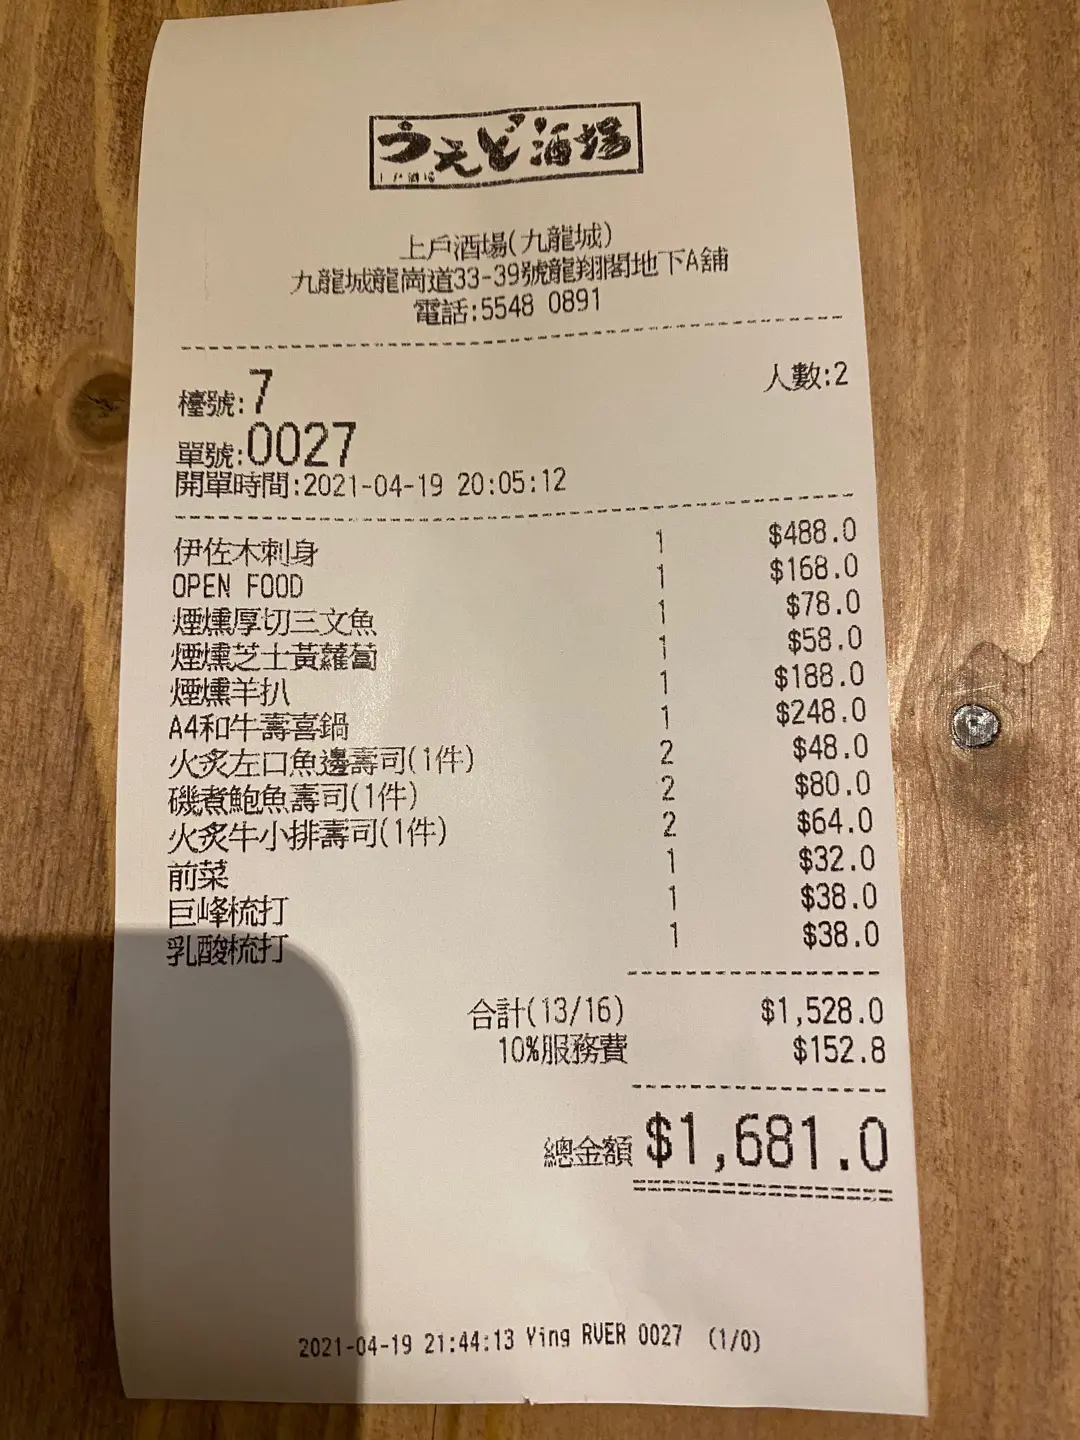 うえど酒場
上戶酒場
上戶酒場(九龍城)
九龍城龍崗道33-39號龍翔閣地下A舖
電話:5548 0891
檯號:7 人數:2
單號:0027
開單時間:2021-04-19 20:05:12
伊佐木刺身 1 $488.0
OPEN FOOD 1 $168.0
煙燻厚切三文魚 1 $78.0
煙燻芝士黃蘿蔔 1 $58.0
煙燻羊扒 1 $188.0
A4和牛壽喜鍋 1 $248.0
火炙左口魚邊壽司(1件) 2 $48.0
磯煮鮑魚壽司(1件) 2 $80.0
火炙牛小排壽司(1件) 2 $64.0
前菜 1 $32.0
巨峰梳打 1 $38.0
乳酸梳打 1 $38.0
合計(13/16) $1,528.0
10%服務費 $152.8
總金額 $1,681.0
2021-04-19 21:44:13 Ying RVER 0027 (1/0)